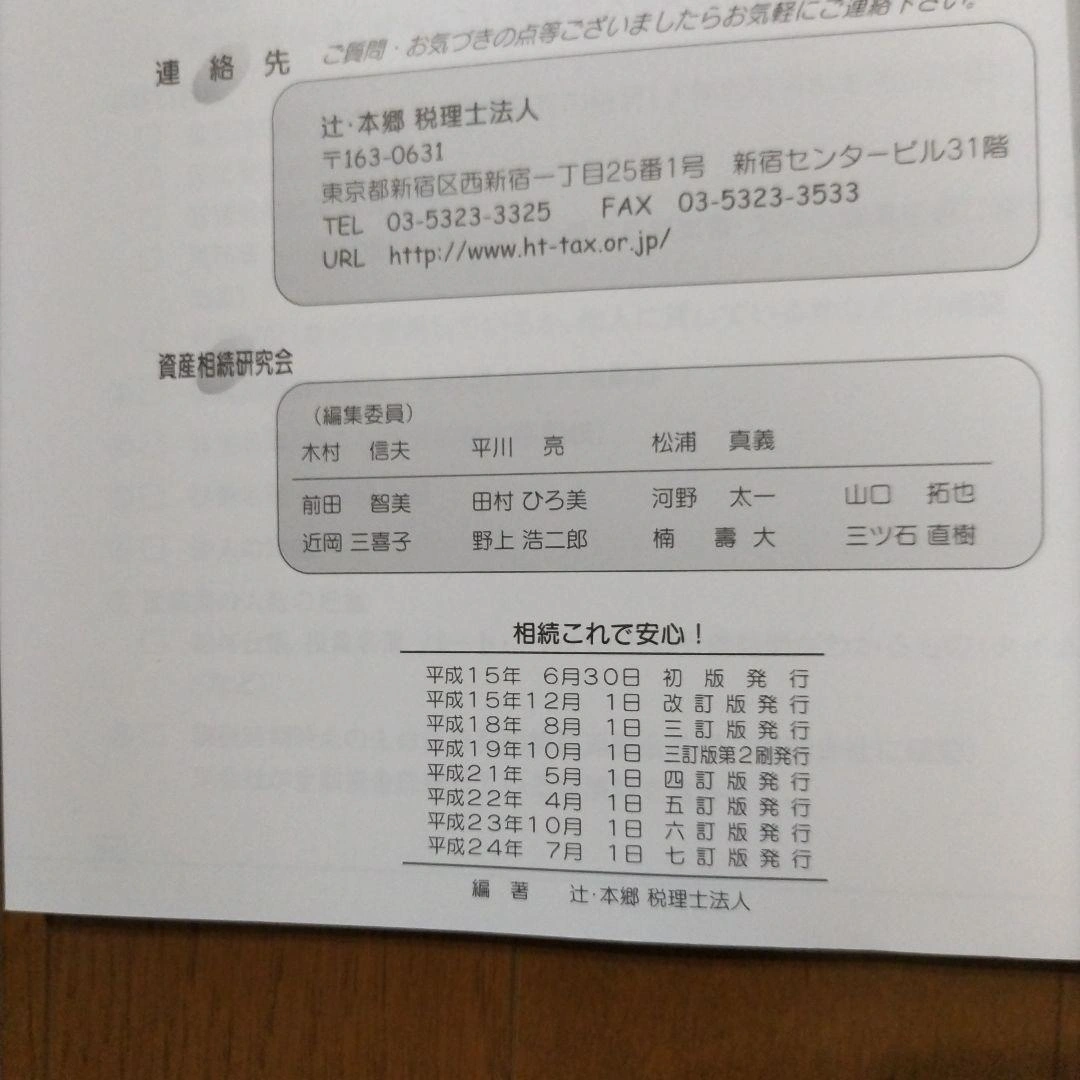 連絡先 ご質問・お気づきの点等ございましたらお気軽にご連絡下さい。
辻・本郷 税理士法人
〒163-0631
東京都新宿区西新宿一丁目25番1号 新宿センタービル31階
TEL 03-5323-3325 FAX 03-5323-3533
URL http://www.ht-tax.or.jp/
資産相続研究会
（編集委員）
木村 信夫 平川 亮 松浦 真義
前田 智美 田村 ひろ美 河野 太一 山口 拓也
近岡 三喜子 野上 浩二郎 楠 壽大 三ツ石 直樹
相続これで安心！
平成１５年 ６月３０日 初版発行
平成１５年１２月 １日 改訂版発行
平成１８年 ８月 １日 三訂版発行
平成１９年１０月 １日 三訂版第２刷発行
平成２１年 ５月 １日 四訂版発行
平成２２年 ４月 １日 五訂版発行
平成２３年１０月 １日 六訂版発行
平成２４年 ７月 １日 七訂版発行
編著 辻・本郷 税理士法人